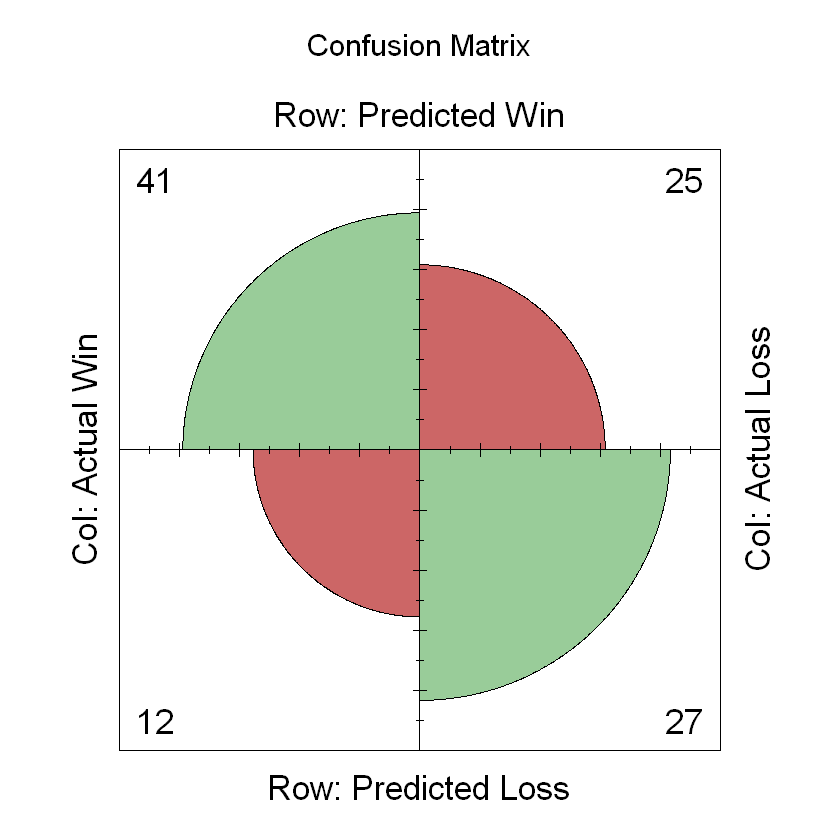 Confusion Matrix
Row: Predicted Win
41
25
Col: Actual Win
Col: Actual Loss
12
27
Row: Predicted Loss